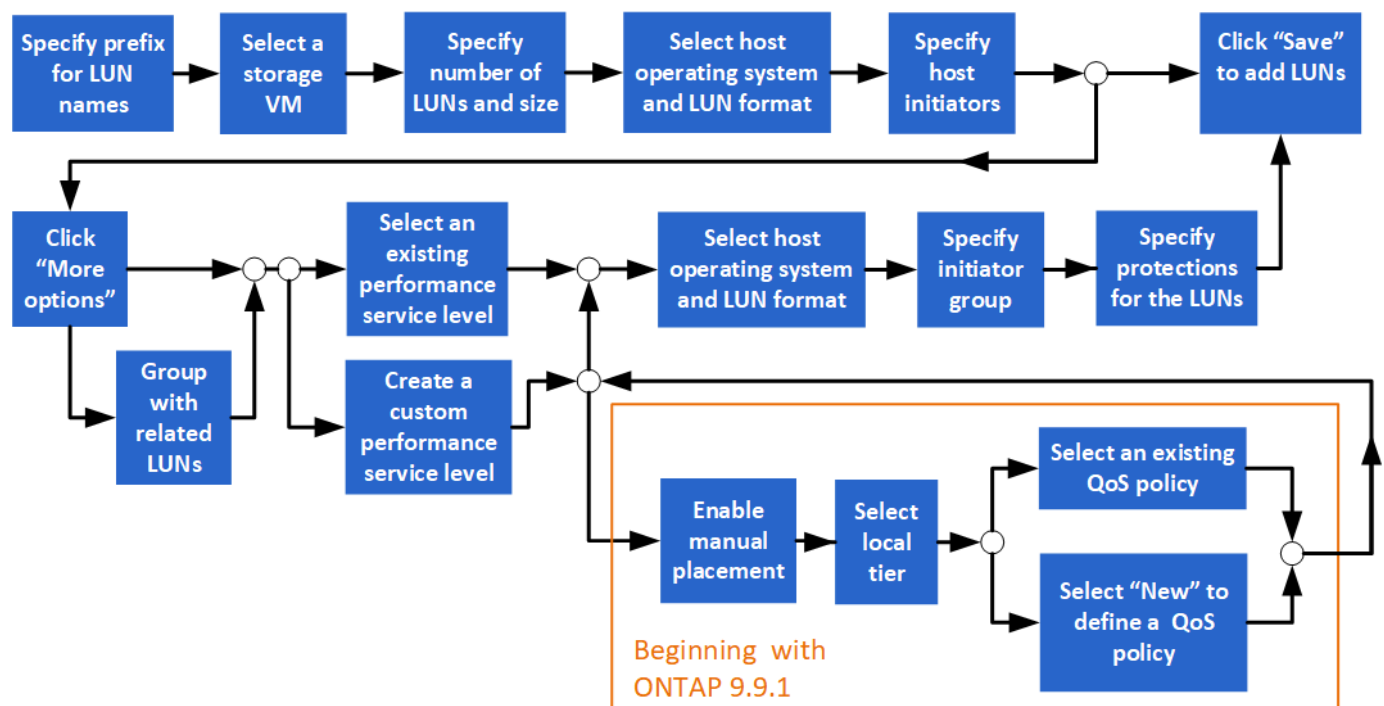 Specify prefix
for LUN
names
Select a
storage
VM
Specify
number of
LUNs and size
Select host
operating system
and LUN format
Specify
host
initiators
Click “Save”
to add LUNs
Click
“More
options”
Group
with
related
LUNs
Select an
existing
performance
service level
Create a
custom
performance
service level
Select host
operating system
and LUN format
Specify
initiator
group
Specify
protections
for the LUNs
Enable
manual
placement
Select
local
tier
Select an existing
QoS policy
Select “New” to
define a QoS
policy
Beginning with
ONTAP 9.9.1